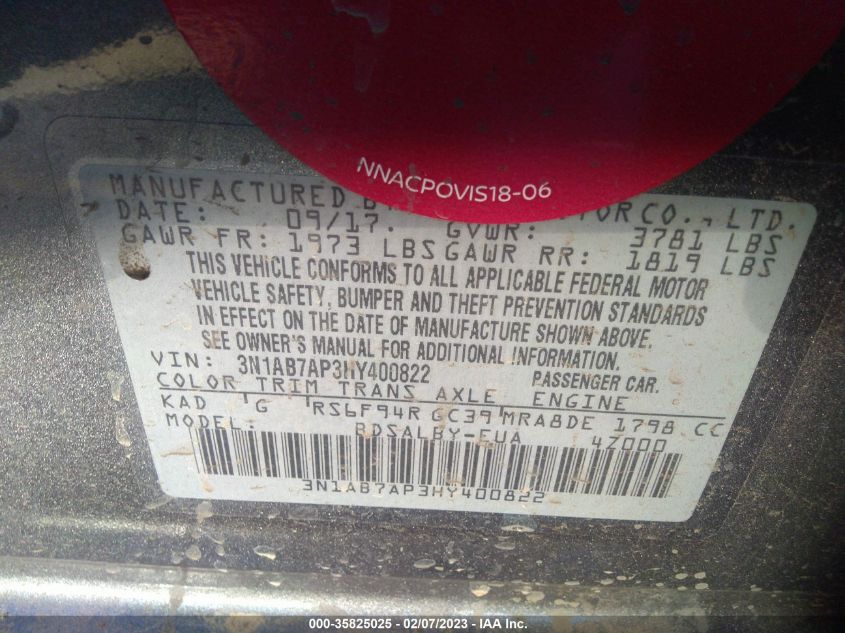 NNACPOVIS18-06
MANUFACTURED CO., LTD.
DATE: 09/17. GVWR: 3781 LBS
GAWR FR: 1973 LBS GAWR RR: 1819 LBS
THIS VEHICLE CONFORMS TO ALL APPLICABLE FEDERAL MOTOR
VEHICLE SAFETY, BUMPER AND THEFT PREVENTION STANDARDS
IN EFFECT ON THE DATE OF MANUFACTURE SHOWN ABOVE.
SEE OWNER'S MANUAL FOR ADDITIONAL INFORMATION.
VIN: 3N1AB7AP3HY400822 PASSENGER CAR.
COLOR TRIM TRANS AXLE ENGINE
KAD G RS6F94R GC39 MRA8DE 1798 CC
MODEL: BDSALBY-EUA 4Z000
3N1AB7AP3HY400822
000-35825025 - 02/07/2023 - IAA Inc.